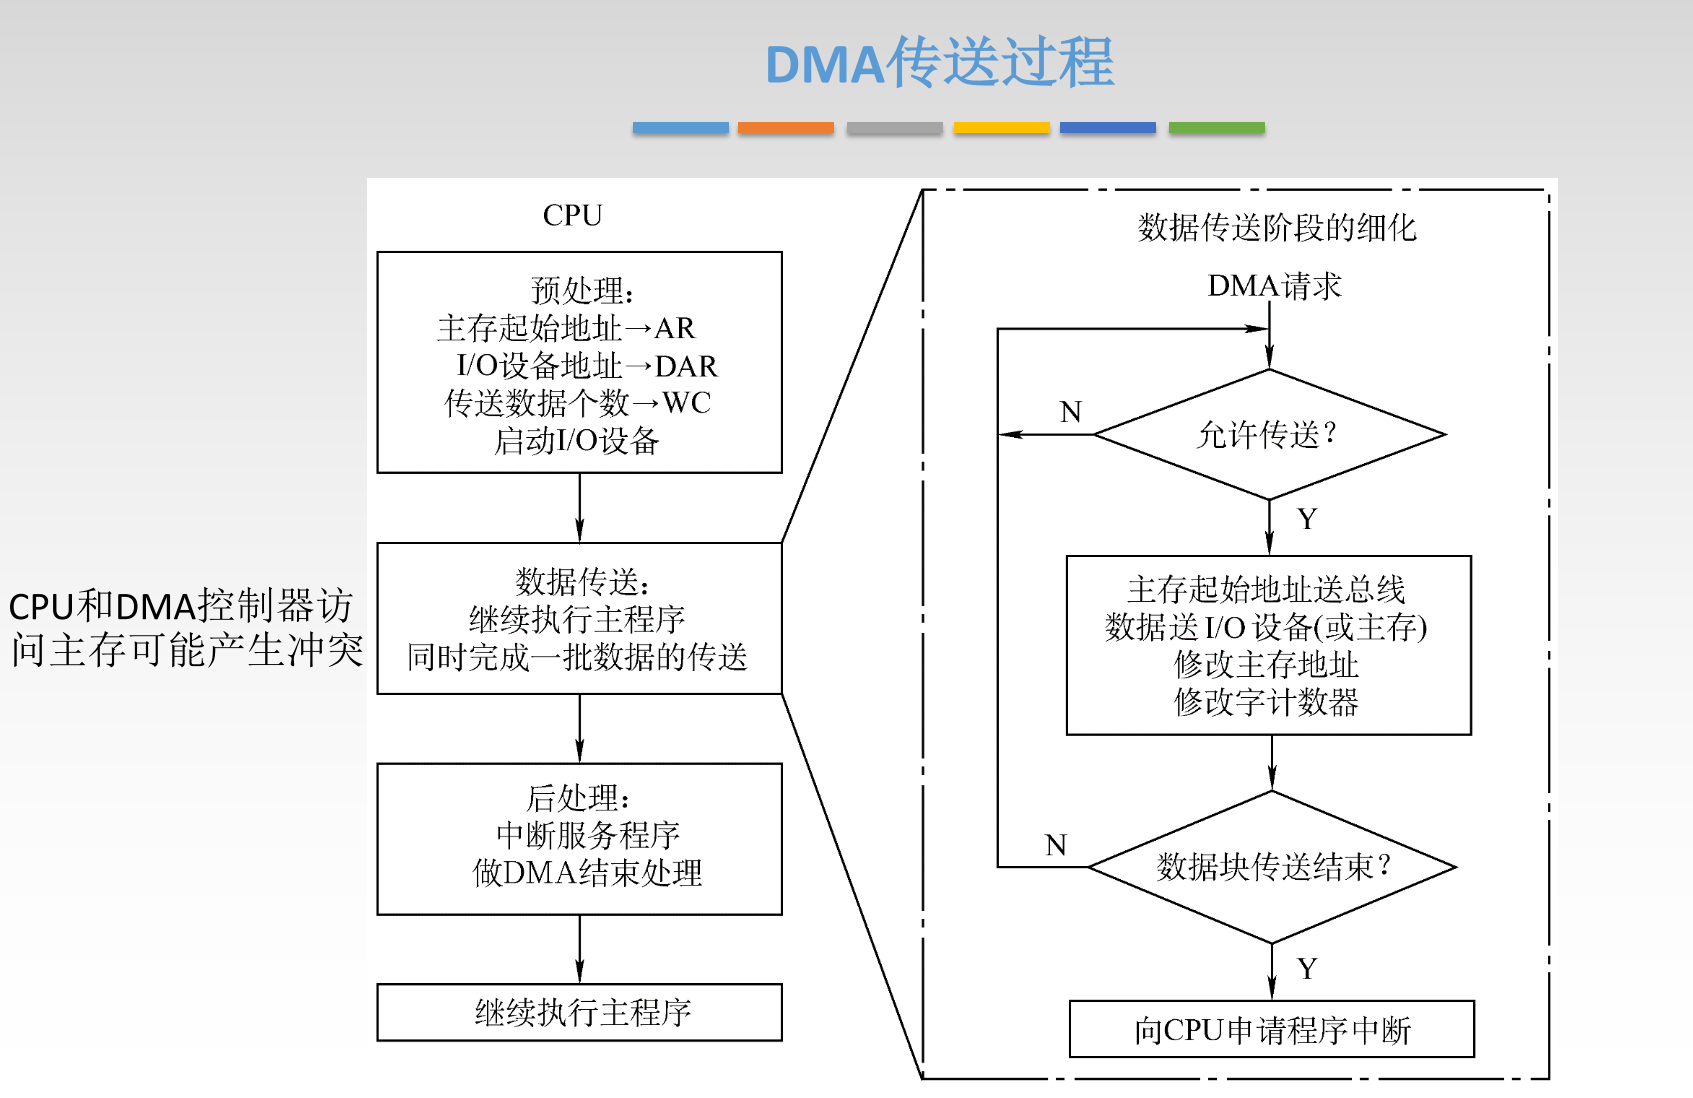 DMA传送过程
CPU
预处理：
主存起始地址→AR
I/O设备地址→DAR
传送数据个数→WC
启动I/O设备
数据传送：
继续执行主程序
同时完成一批数据的传送
后处理：
中断服务程序
做DMA结束处理
继续执行主程序
CPU和DMA控制器访
问主存可能产生冲突
数据传送阶段的细化
DMA请求
允许传送？
N
Y
主存起始地址送总线
数据送 I/O 设备(或主存)
修改主存地址
修改字计数器
数据块传送结束？
N
Y
向CPU申请程序中断